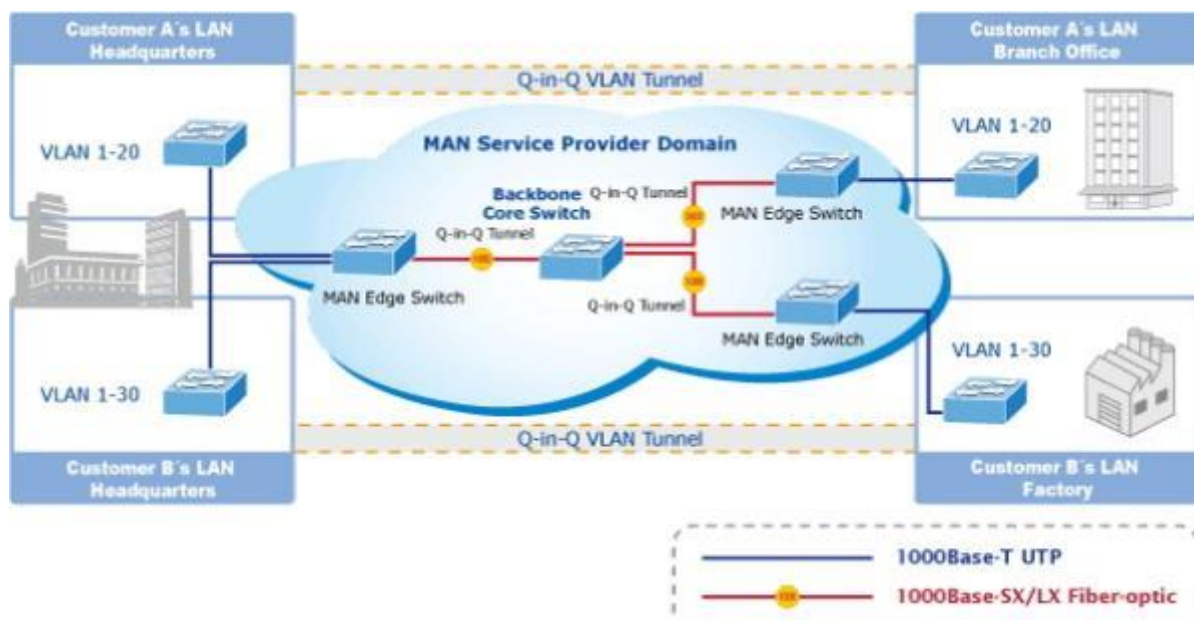 Customer A's LAN
Headquarters
VLAN 1-20
Customer A's LAN
Branch Office
VLAN 1-20
Q-in-Q VLAN Tunnel
MAN Service Provider Domain
Backbone
Core Switch
Q-in-Q Tunnel
Q-in-Q Tunnel
Q-in-Q Tunnel
MAN Edge Switch
MAN Edge Switch
MAN Edge Switch
VLAN 1-30
Customer B's LAN
Headquarters
VLAN 1-30
Customer B's LAN
Factory
Q-in-Q VLAN Tunnel
1000Base-T UTP
1000Base-SX/LX Fiber-optic